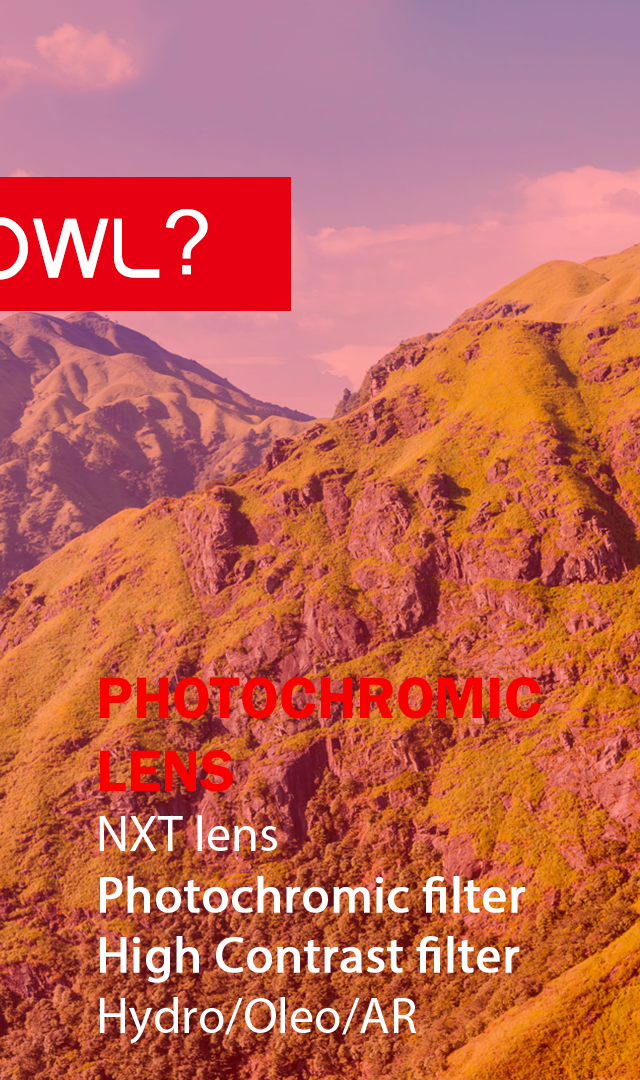 OWL?
PHOTOCHROMIC
LENS
NXT lens
Photochromic filter
High Contrast filter
Hydro/Oleo/AR